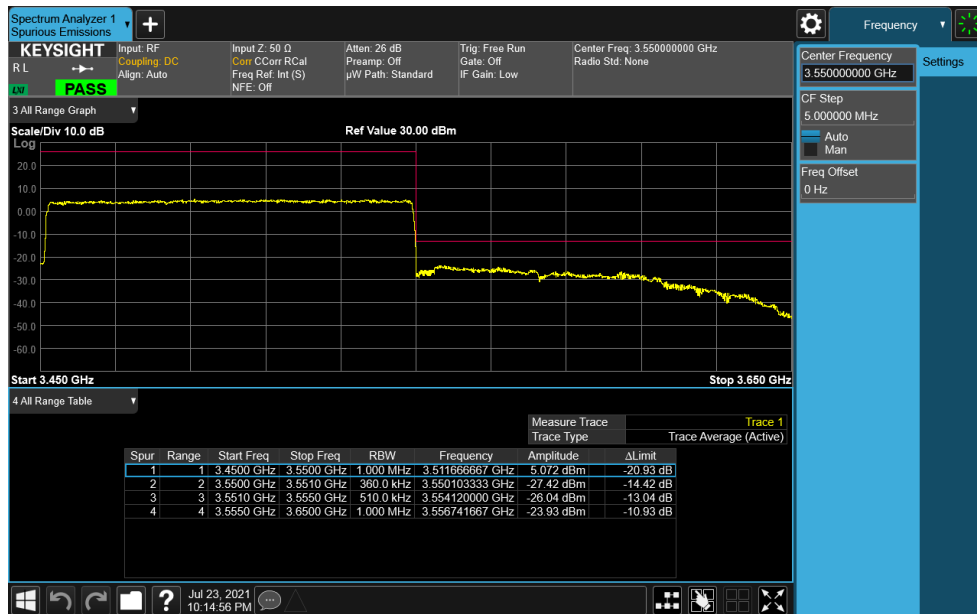 Spectrum Analyzer 1
Spurious Emissions
Frequency
KEYSIGHT
R L
LXI
PASS
Input: RF
Coupling: DC
Align: Auto
Input Z: 50 Ω
Corr CCorr RCal
Freq Ref: Int (S)
NFE: Off
Atten: 26 dB
Preamp: Off
µW Path: Standard
Trig: Free Run
Gate: Off
IF Gain: Low
Center Freq: 3.550000000 GHz
Radio Std: None
Center Frequency
3.550000000 GHz
Settings
CF Step
5.000000 MHz
Auto
Man
Freq Offset
0 Hz
3 All Range Graph
Scale/Div 10.0 dB
Ref Value 30.00 dBm
Log
20.0
10.0
0.00
-10.0
-20.0
-30.0
-40.0
-50.0
-60.0
Start 3.450 GHz
Stop 3.650 GHz
4 All Range Table
Measure Trace Trace 1
Trace Type Trace Average (Active)
Spur Range Start Freq Stop Freq RBW Frequency Amplitude ΔLimit
1 1 3.4500 GHz 3.5500 GHz 1.000 MHz 3.511666667 GHz 5.072 dBm -20.93 dB
2 2 3.5500 GHz 3.5510 GHz 360.0 kHz 3.550103333 GHz -27.42 dBm -14.42 dB
3 3 3.5510 GHz 3.5550 GHz 510.0 kHz 3.554120000 GHz -26.04 dBm -13.04 dB
4 4 3.5550 GHz 3.6500 GHz 1.000 MHz 3.556741667 GHz -23.93 dBm -10.93 dB
Jul 23, 2021
10:14:56 PM